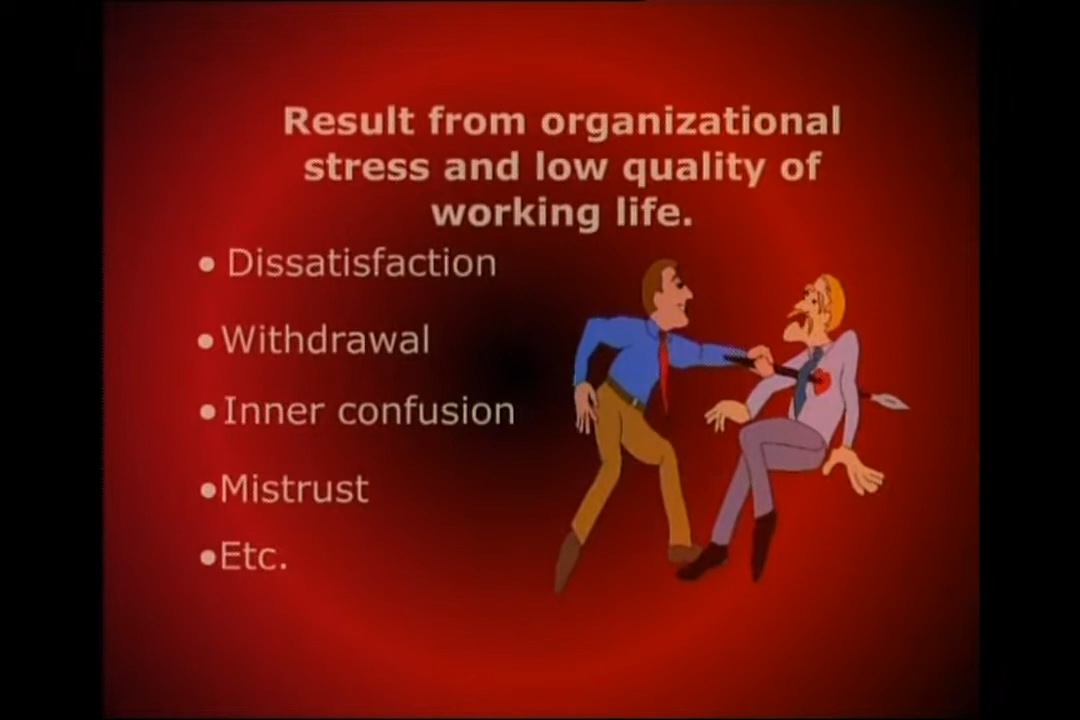 Result from organizational
stress and low quality of
working life.
• Dissatisfaction
• Withdrawal
• Inner confusion
•Mistrust
•Etc.